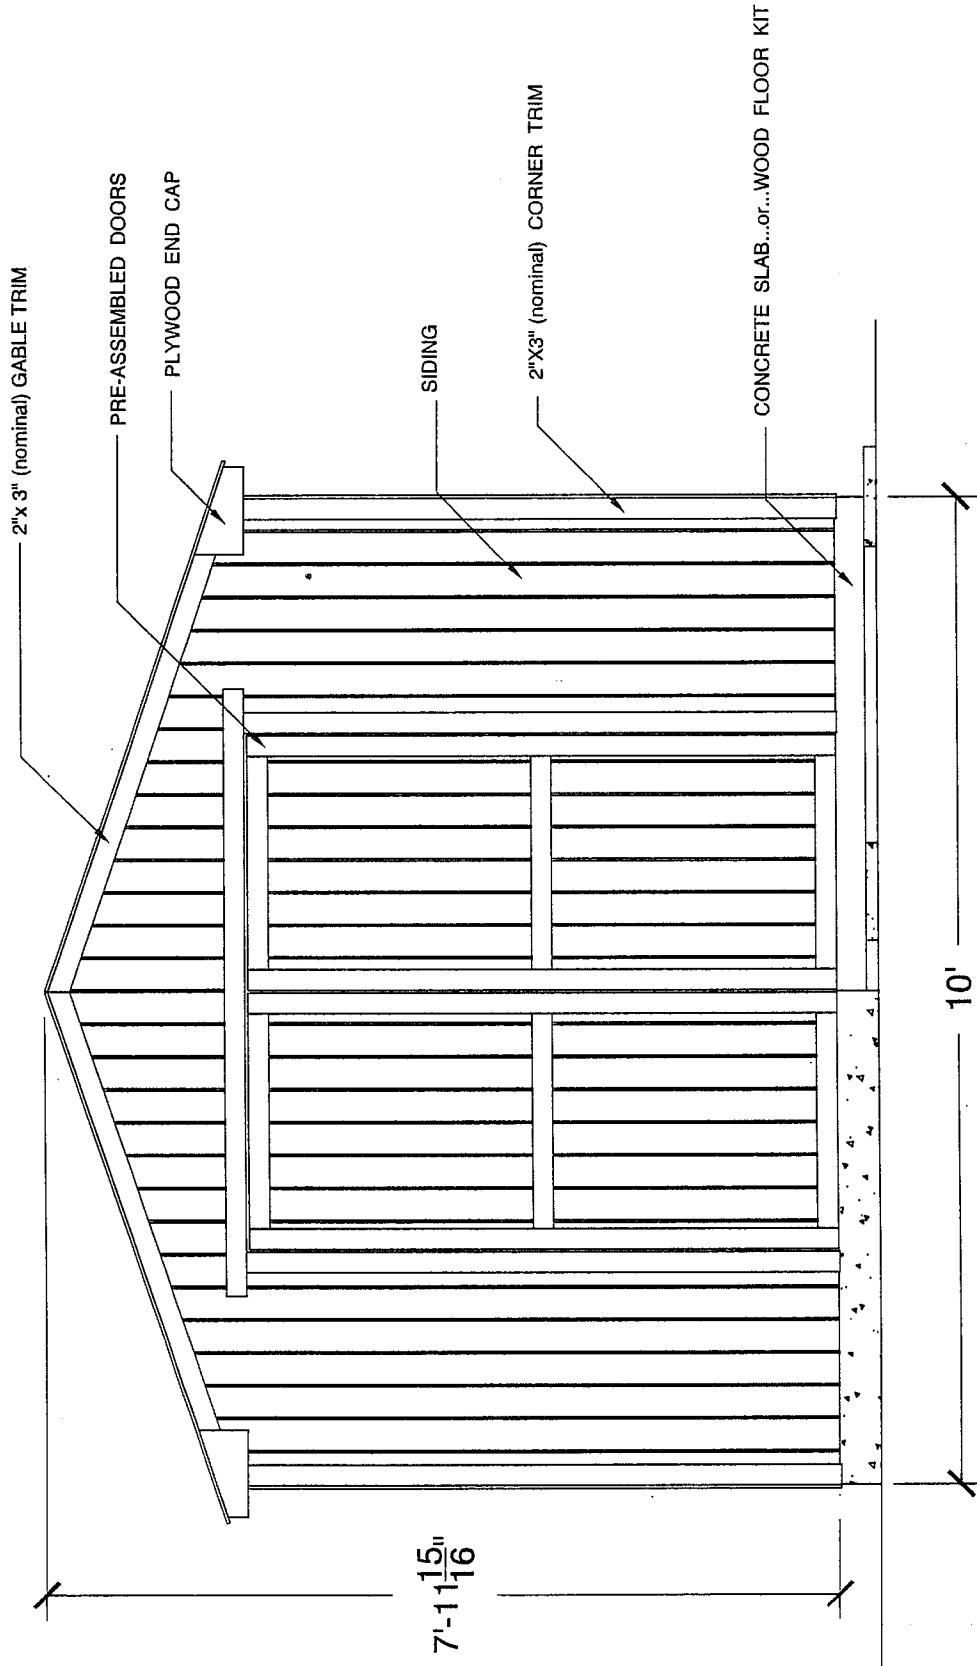 2"x 3" (nominal) GABLE TRIM
PRE-ASSEMBLED DOORS
PLYWOOD END CAP
SIDING
2"X3" (nominal) CORNER TRIM
CONCRETE SLAB...or...WOOD FLOOR KIT
7'-11 15/16"
10'